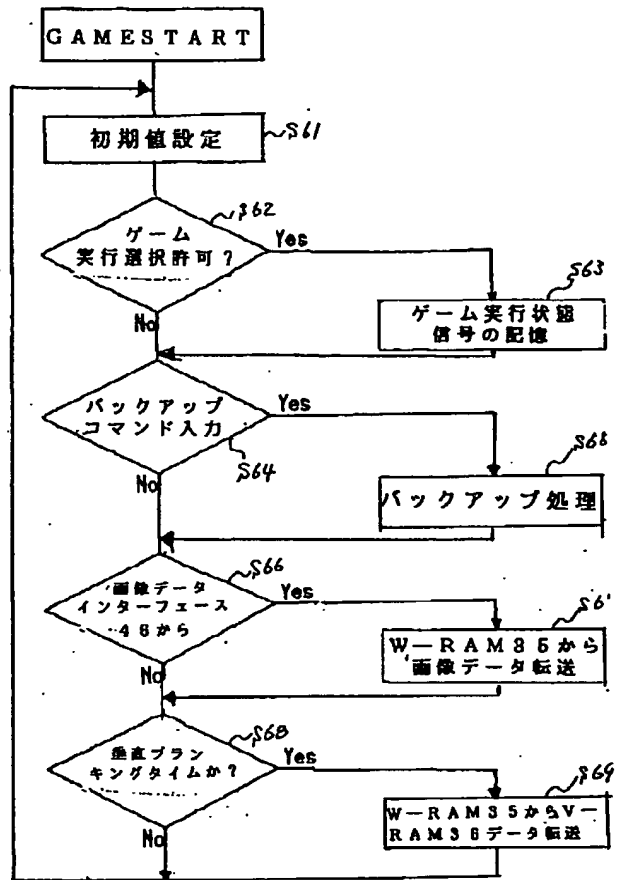 GAMESTART
初期値設定
S61
S62
ゲーム
実行選択許可?
Yes
No
S63
ゲーム実行状態
信号の記憶
バックアップ
コマンド入力
Yes
S64
No
バックアップ処理
S66
画像データ
インターフェース
46から
Yes
No
W-RAM35から
画像データ転送
S68
垂直ブラン
キングタイムか?
Yes
No
S69
W-RAM35からV-
RAM36データ転送